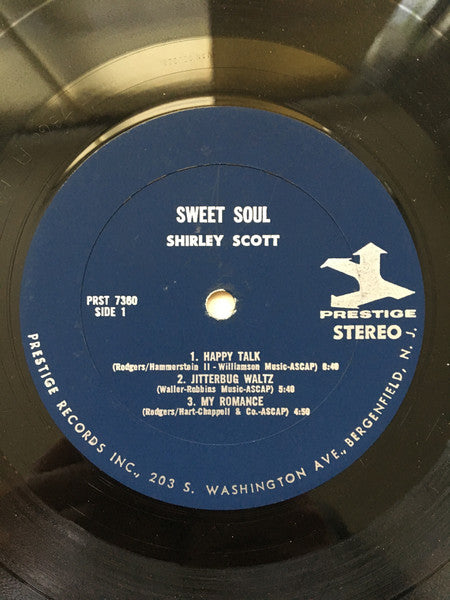 SWEET SOUL
SHIRLEY SCOTT
PRST 7360
SIDE 1
PRESTIGE
STEREO
1. HAPPY TALK
(Rodgers/Hammerstein II - Williamson Music-ASCAP) 6:40
2. JITTERBUG WALTZ
(Waller-Robbins Music-ASCAP) 5:40
3. MY ROMANCE
(Rodgers/Hart-Chappell & Co.-ASCAP) 4:50
PRESTIGE RECORDS INC., 203 S. WASHINGTON AVE., BERGENFIELD, N. J.